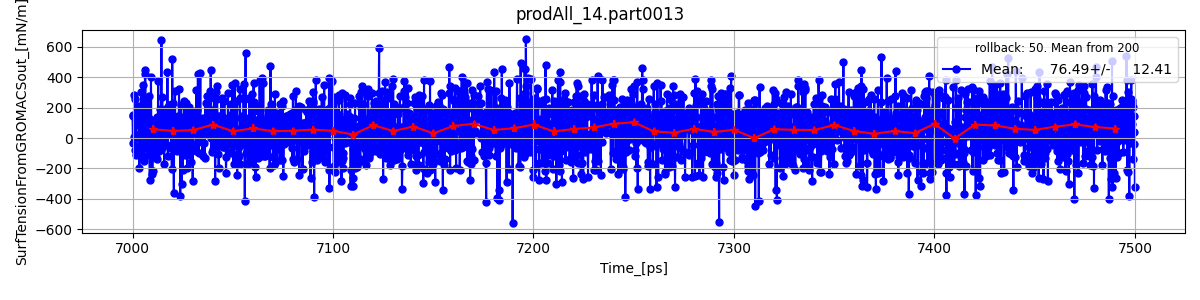 prodAll_14.part0013
SurfTensionFromGROMACSout_[mN/m]
600
400
200
0
−200
−400
−600
rollback: 50. Mean from 200
Mean: 76.49+/- 12.41
7000
7100
7200
7300
7400
7500
Time_[ps]